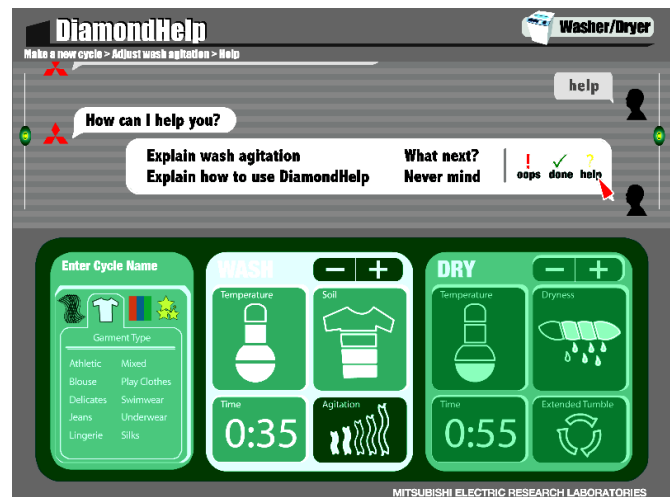 DiamondHelp
Washer/Dryer
Make a new cycle > Adjust wash agitation > Help
help
How can I help you?
Explain wash agitation What next?
Explain how to use DiamondHelp Never mind
! ✓ ?
oops done help
Enter Cycle Name
Garment Type
Athletic Mixed
Blouse Play Clothes
Delicates Swimwear
Jeans Underwear
Lingerie Silks
WASH − +
Temperature Soil
Time Agitation
0:35
DRY − +
Temperature Dryness
Time Extended Tumble
0:55
MITSUBISHI ELECTRIC RESEARCH LABORATORIES